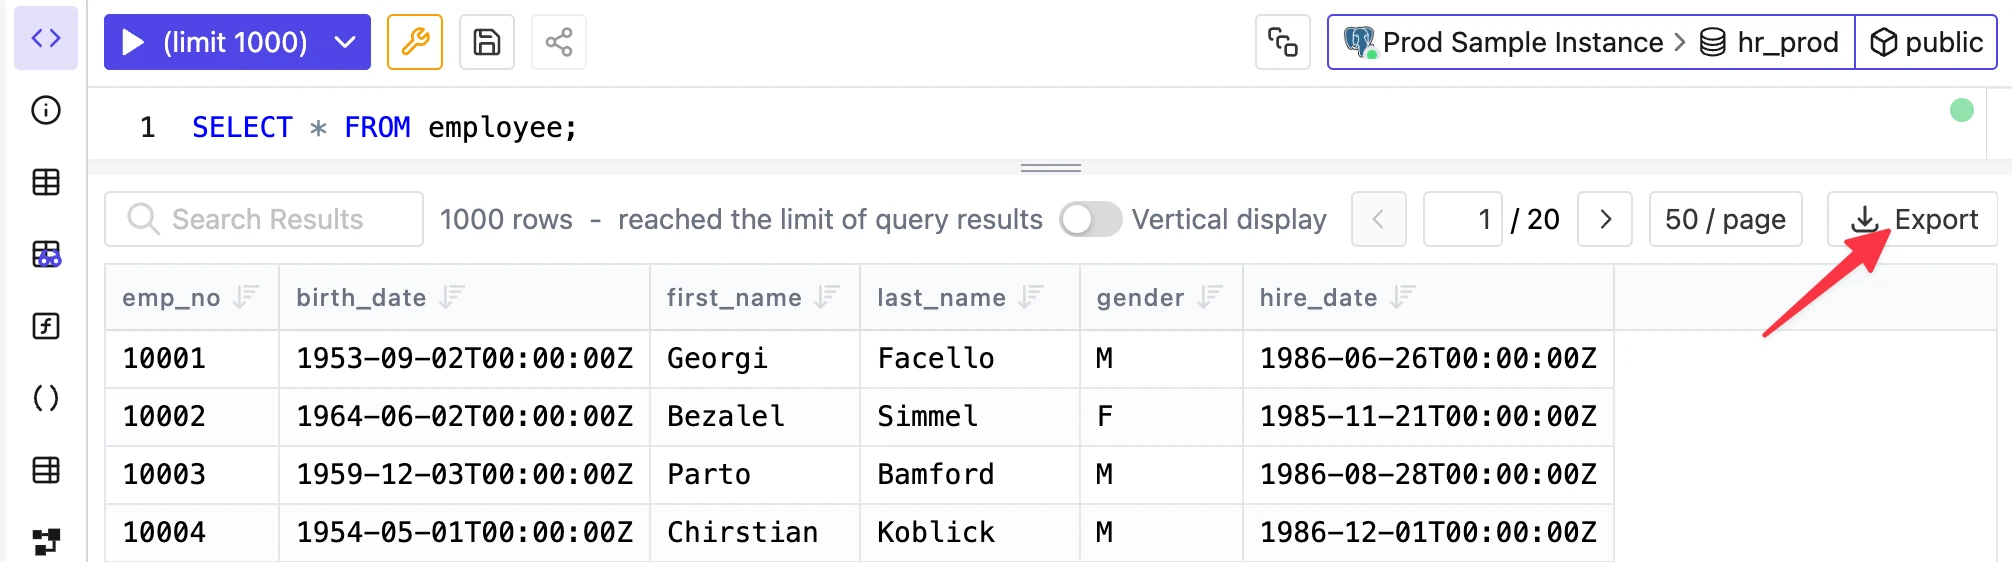 (limit 1000) Prod Sample Instance > hr_prod public
1 SELECT * FROM employee;
Search Results 1000 rows - reached the limit of query results Vertical display < 1 / 20 > 50 / page Export
emp_no birth_date first_name last_name gender hire_date
10001 1953-09-02T00:00:00Z Georgi Facello M 1986-06-26T00:00:00Z
10002 1964-06-02T00:00:00Z Bezalel Simmel F 1985-11-21T00:00:00Z
10003 1959-12-03T00:00:00Z Parto Bamford M 1986-08-28T00:00:00Z
10004 1954-05-01T00:00:00Z Chirstian Koblick M 1986-12-01T00:00:00Z